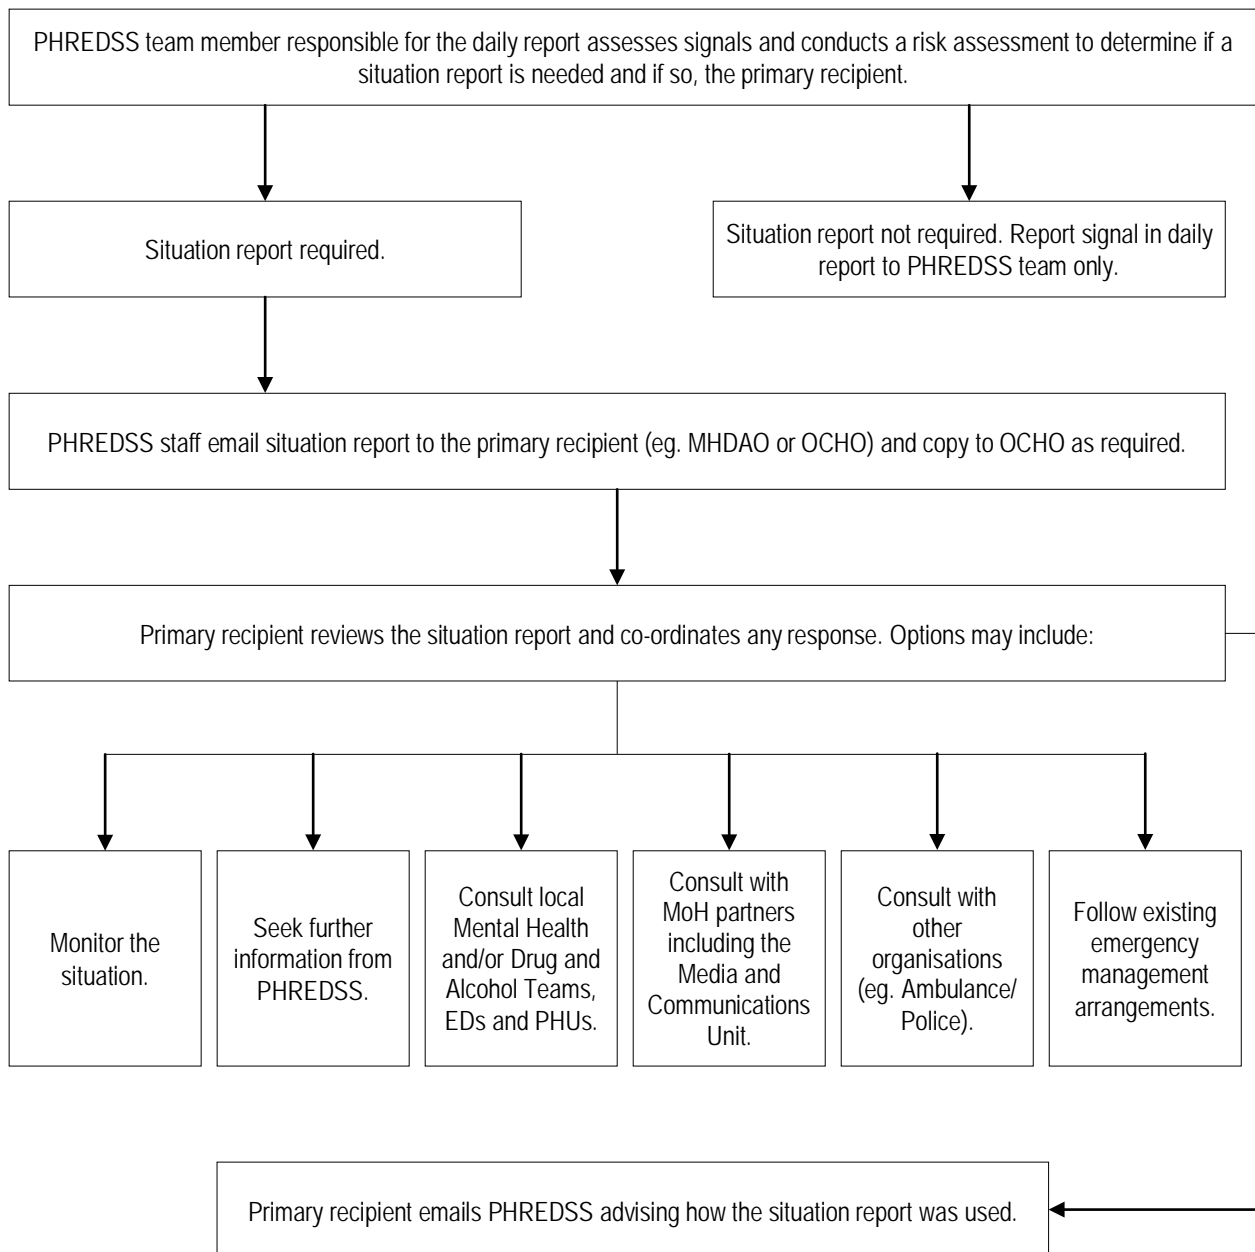 PHREDSS team member responsible for the daily report assesses signals and conducts a risk assessment to determine if a
situation report is needed and if so, the primary recipient.
Situation report required.
Situation report not required. Report signal in daily
report to PHREDSS team only.
PHREDSS staff email situation report to the primary recipient (eg. MHDAO or OCHO) and copy to OCHO as required.
Primary recipient reviews the situation report and co-ordinates any response. Options may include:
Monitor the
situation.
Seek further
information from
PHREDSS.
Consult local
Mental Health
and/or Drug and
Alcohol Teams,
EDs and PHUs.
Consult with
MoH partners
including the
Media and
Communications
Unit.
Consult with
other
organisations
(eg. Ambulance/
Police).
Follow existing
emergency
management
arrangements.
Primary recipient emails PHREDSS advising how the situation report was used.